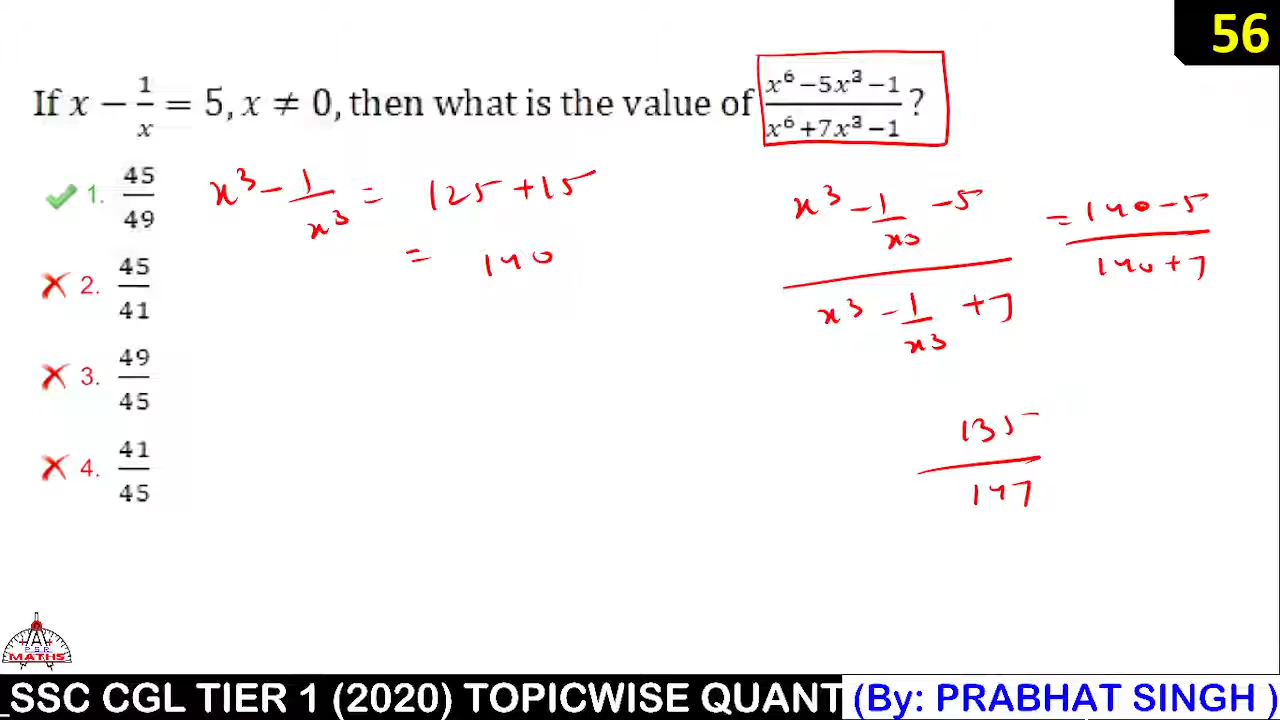 56
If x − 1/x = 5, x ≠ 0, then what is the value of (x⁶ −5x³ −1)/(x⁶ +7x³ −1) ?
1. 45/49
2. 45/41
3. 49/45
4. 41/45
x³ − 1/x³ = 125 + 15
= 140
(x³ − 1/x³ − 5)/(x³ − 1/x³ + 7) = (140 − 5)/(140 + 7)
135/147
P S R
MATHS
_SSC CGL TIER 1 (2020) TOPICWISE QUANT (By: PRABHAT SINGH )